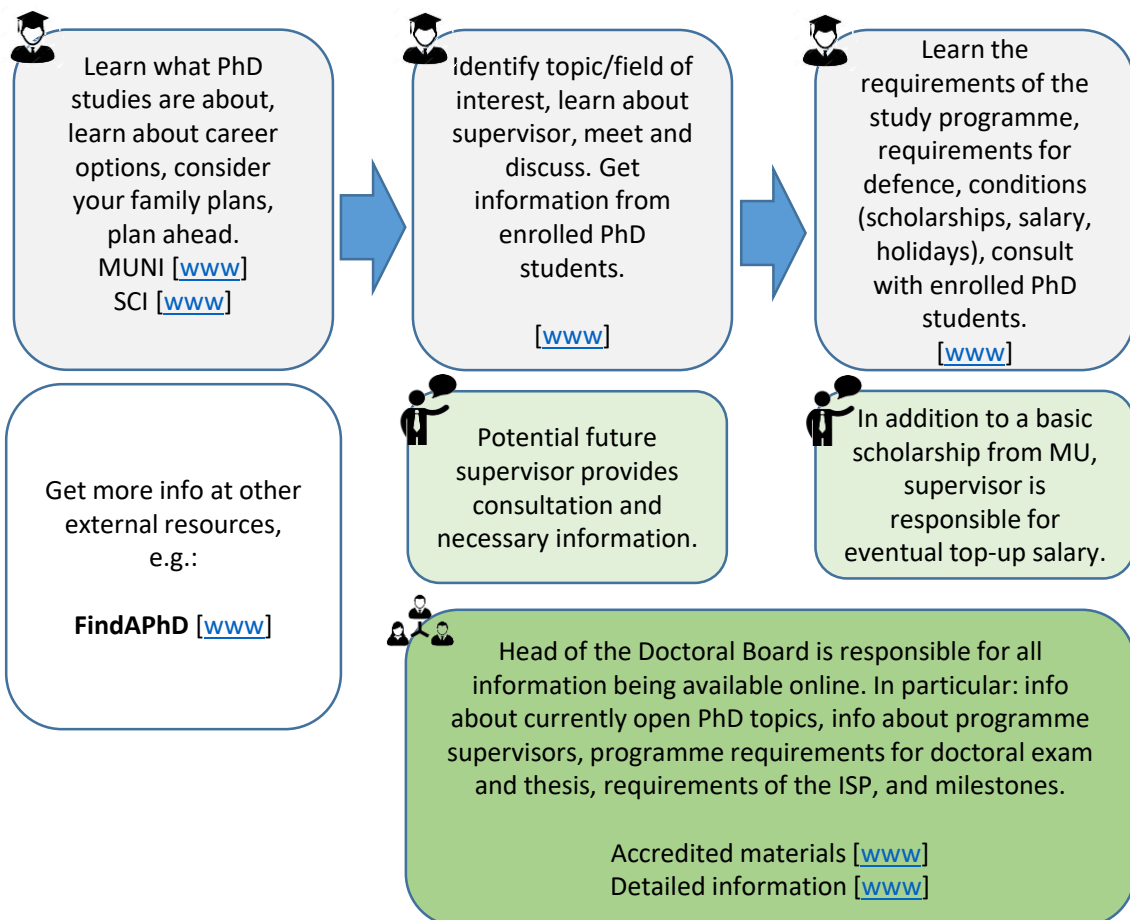 Learn what PhD
studies are about,
learn about career
options, consider
your family plans,
plan ahead.
MUNI [www]
SCI [www]
Identify topic/field of
interest, learn about
supervisor, meet and
discuss. Get
information from
enrolled PhD
students.
[www]
Learn the
requirements of the
study programme,
requirements for
defence, conditions
(scholarships, salary,
holidays), consult
with enrolled PhD
students.
[www]
Get more info at other
external resources,
e.g.:
FindAPhD [www]
Potential future
supervisor provides
consultation and
necessary information.
In addition to a basic
scholarship from MU,
supervisor is
responsible for
eventual top-up salary.
Head of the Doctoral Board is responsible for all
information being available online. In particular: info
about currently open PhD topics, info about programme
supervisors, programme requirements for doctoral exam
and thesis, requirements of the ISP, and milestones.
Accredited materials [www]
Detailed information [www]